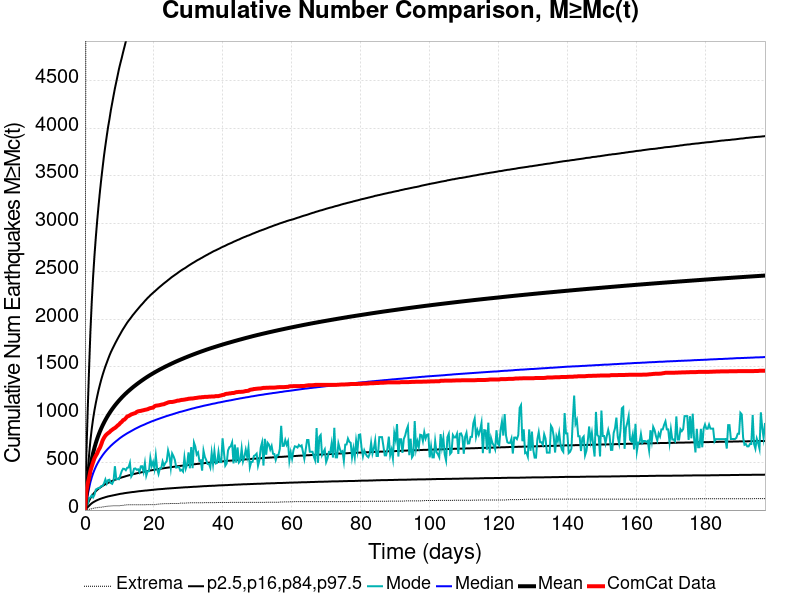 Cumulative Number Comparison, M≥Mc(t)
Cumulative Num Earthquakes M≥Mc(t)
4500
4000
3500
3000
2500
2000
1500
1000
500
0
0 20 40 60 80 100 120 140 160 180
Time (days)
Extrema p2.5,p16,p84,p97.5 Mode Median Mean ComCat Data